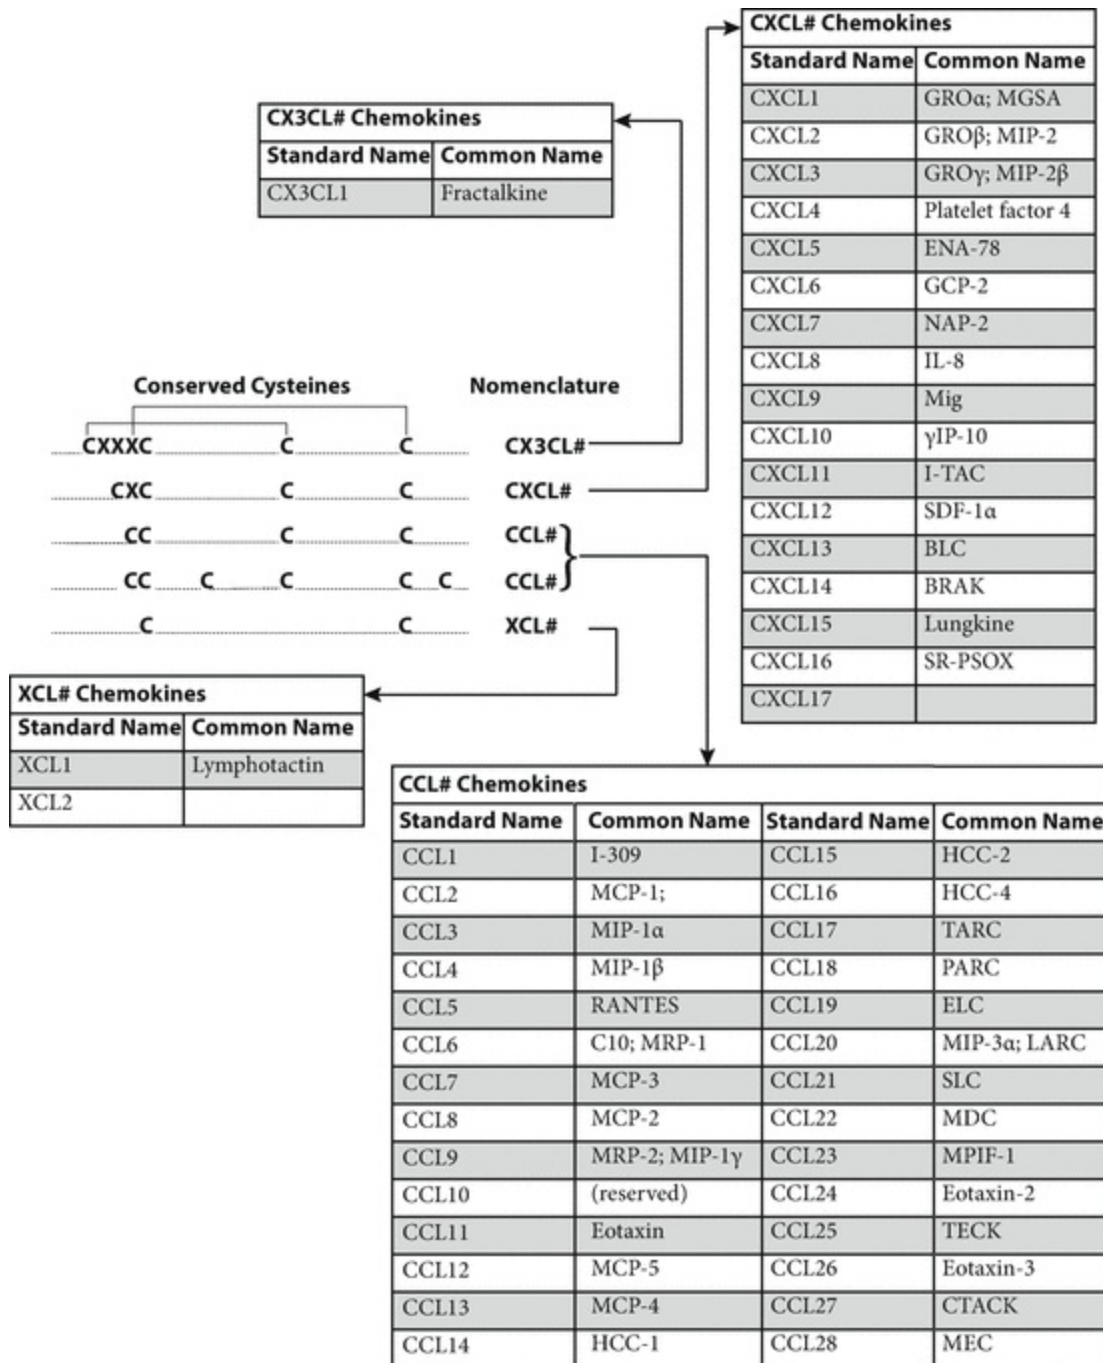 CXCL# Chemokines
Standard Name Common Name
CXCL1 GROα; MGSA
CXCL2 GROβ; MIP-2
CXCL3 GROγ; MIP-2β
CXCL4 Platelet factor 4
CXCL5 ENA-78
CXCL6 GCP-2
CXCL7 NAP-2
CXCL8 IL-8
CXCL9 Mig
CXCL10 γIP-10
CXCL11 I-TAC
CXCL12 SDF-1α
CXCL13 BLC
CXCL14 BRAK
CXCL15 Lungkine
CXCL16 SR-PSOX
CXCL17
CX3CL# Chemokines
Standard Name Common Name
CX3CL1 Fractalkine
Conserved Cysteines Nomenclature
CXXXC C C CX3CL#
CXC C C CXCL#
CC C C CCL#
CC C C C C CCL#
C C XCL#
XCL# Chemokines
Standard Name Common Name
XCL1 Lymphotactin
XCL2
CCL# Chemokines
Standard Name Common Name Standard Name Common Name
CCL1 I-309 CCL15 HCC-2
CCL2 MCP-1; CCL16 HCC-4
CCL3 MIP-1α CCL17 TARC
CCL4 MIP-1β CCL18 PARC
CCL5 RANTES CCL19 ELC
CCL6 C10; MRP-1 CCL20 MIP-3α; LARC
CCL7 MCP-3 CCL21 SLC
CCL8 MCP-2 CCL22 MDC
CCL9 MRP-2; MIP-1γ CCL23 MPIF-1
CCL10 (reserved) CCL24 Eotaxin-2
CCL11 Eotaxin CCL25 TECK
CCL12 MCP-5 CCL26 Eotaxin-3
CCL13 MCP-4 CCL27 CTACK
CCL14 HCC-1 CCL28 MEC